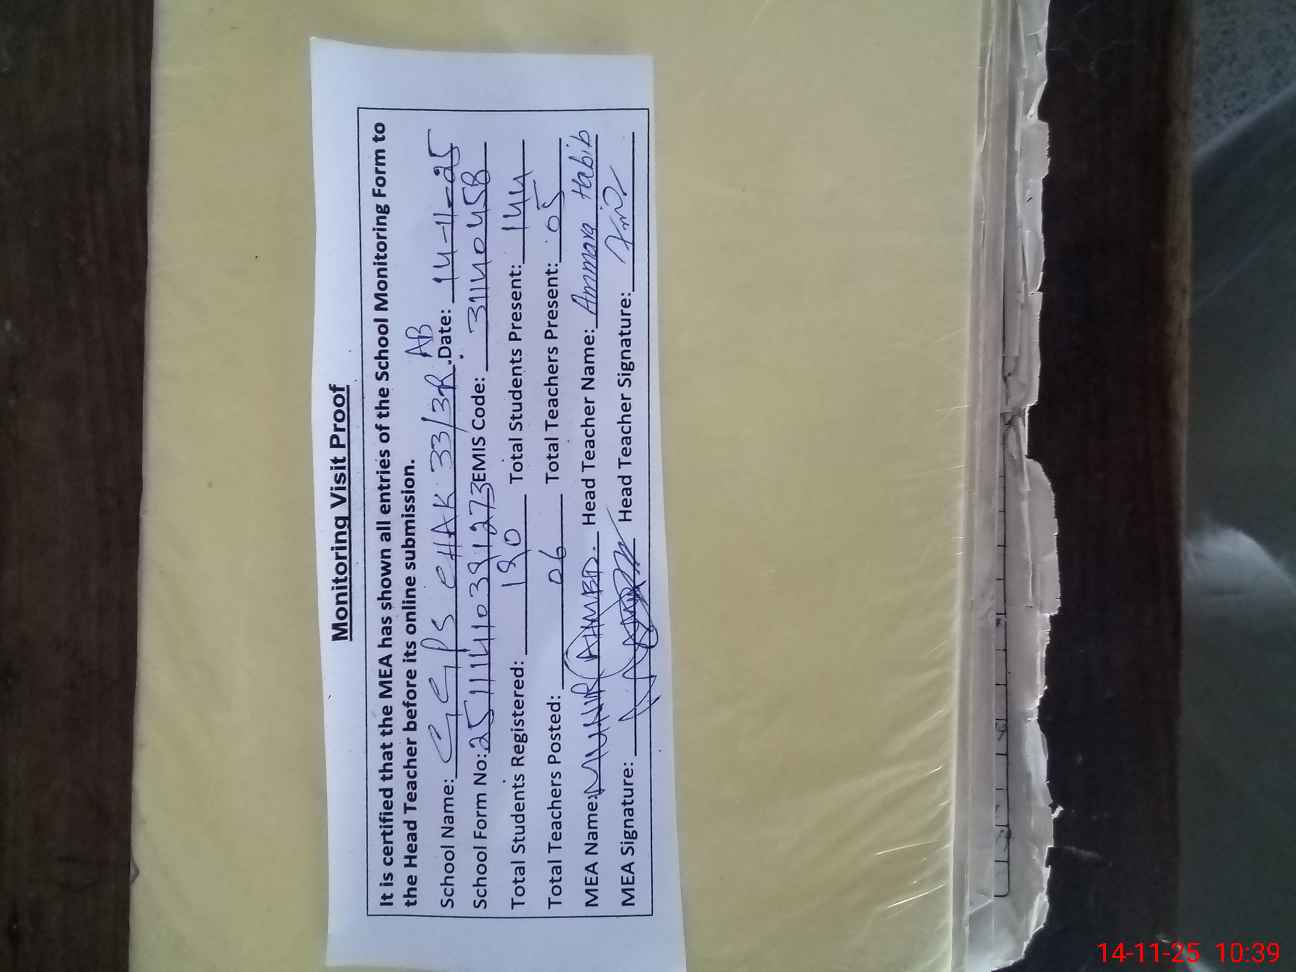 Monitoring Visit Proof
It is certified that the MEA has shown all entries of the School Monitoring Form to
the Head Teacher before its online submission.
School Name: GGPS CHAK 33/3R AB .Date: 14-11-25
School Form No: EMIS Code: 31140458
Total Students Registered: 190 Total Students Present: 144
Total Teachers Posted: 06 Total Teachers Present: 05
MEA Name: MUNIR AHMED. Head Teacher Name: Ammara Habib
MEA Signature: Head Teacher Signature:
14-11-25 10:39